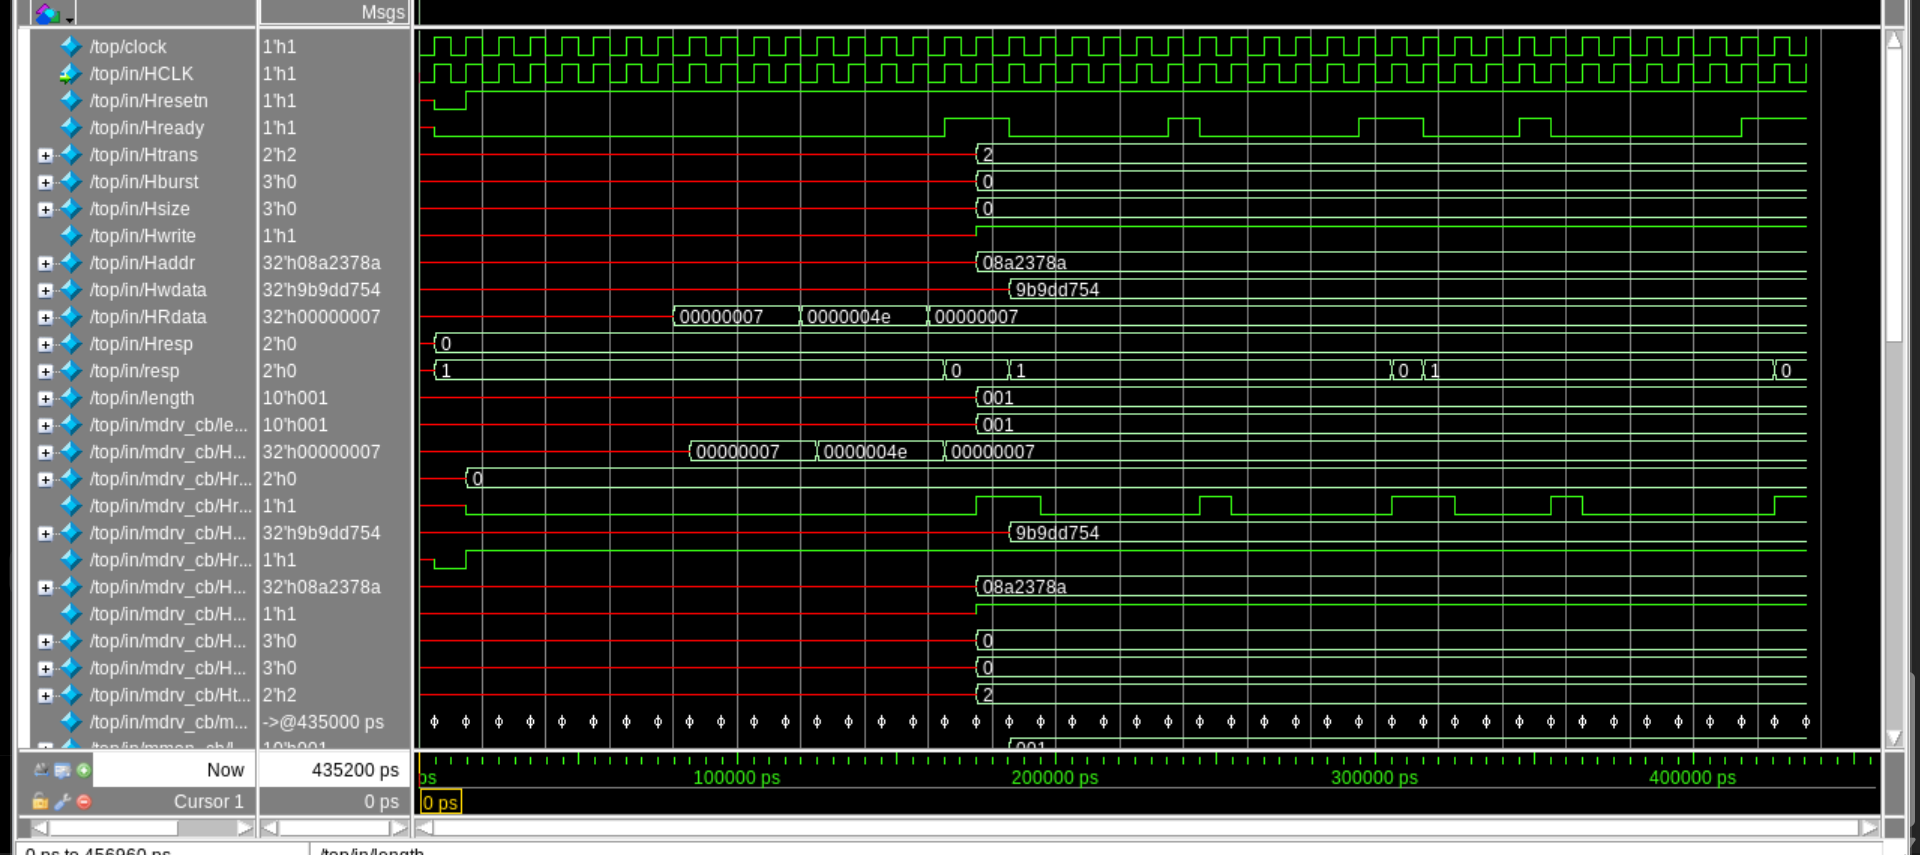 Msgs
/top/clock 1'h1
/top/in/HCLK 1'h1
/top/in/Hresetn 1'h1
/top/in/Hready 1'h1
/top/in/Htrans 2'h2 2
/top/in/Hburst 3'h0 0
/top/in/Hsize 3'h0 0
/top/in/Hwrite 1'h1
/top/in/Haddr 32'h08a2378a 08a2378a
/top/in/Hwdata 32'h9b9dd754 9b9dd754
/top/in/HRdata 32'h00000007 00000007 0000004e 00000007
/top/in/Hresp 2'h0 0
/top/in/resp 2'h0 1 0 1 0 1 0
/top/in/length 10'h001 001
/top/in/mdrv_cb/le... 10'h001 001
/top/in/mdrv_cb/H... 32'h00000007 00000007 0000004e 00000007
/top/in/mdrv_cb/Hr... 2'h0 0
/top/in/mdrv_cb/Hr... 1'h1
/top/in/mdrv_cb/H... 32'h9b9dd754 9b9dd754
/top/in/mdrv_cb/Hr... 1'h1
/top/in/mdrv_cb/H... 32'h08a2378a 08a2378a
/top/in/mdrv_cb/H... 1'h1
/top/in/mdrv_cb/H... 3'h0 0
/top/in/mdrv_cb/H... 3'h0 0
/top/in/mdrv_cb/Ht... 2'h2 2
/top/in/mdrv_cb/m... ->@435000 ps
10'h001 001
Now 435200 ps ps 100000 ps 200000 ps 300000 ps 400000 ps
Cursor 1 0 ps 0 ps
0 ps to 456960 ps /top/in/length